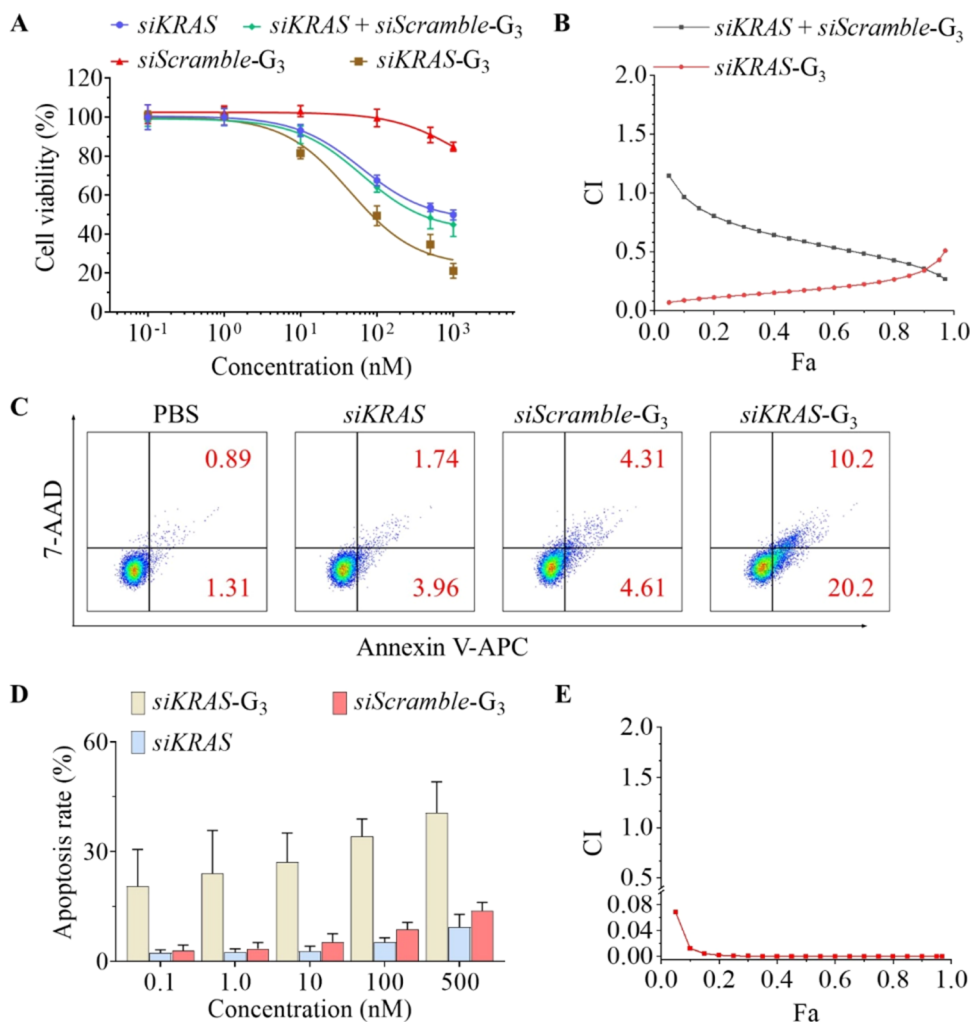 A
siKRAS
siKRAS + siScramble-G₃
siScramble-G₃
siKRAS-G₃
120
100
80
60
40
20
0
Cell viability (%)
10⁻¹ 10⁰ 10¹ 10² 10³
Concentration (nM)
B
siKRAS + siScramble-G₃
siKRAS-G₃
2.0
1.5
1.0
0.5
0.0
CI
0.0 0.2 0.4 0.6 0.8 1.0
Fa
C
PBS
siKRAS
siScramble-G₃
siKRAS-G₃
0.89
1.74
4.31
10.2
7-AAD
1.31
3.96
4.61
20.2
Annexin V-APC
D
siKRAS-G₃
siScramble-G₃
siKRAS
60
30
0
Apoptosis rate (%)
0.1 1.0 10 100 500
Concentration (nM)
E
2.0
1.5
1.0
0.5
0.08
0.04
0.00
CI
0.0 0.2 0.4 0.6 0.8 1.0
Fa